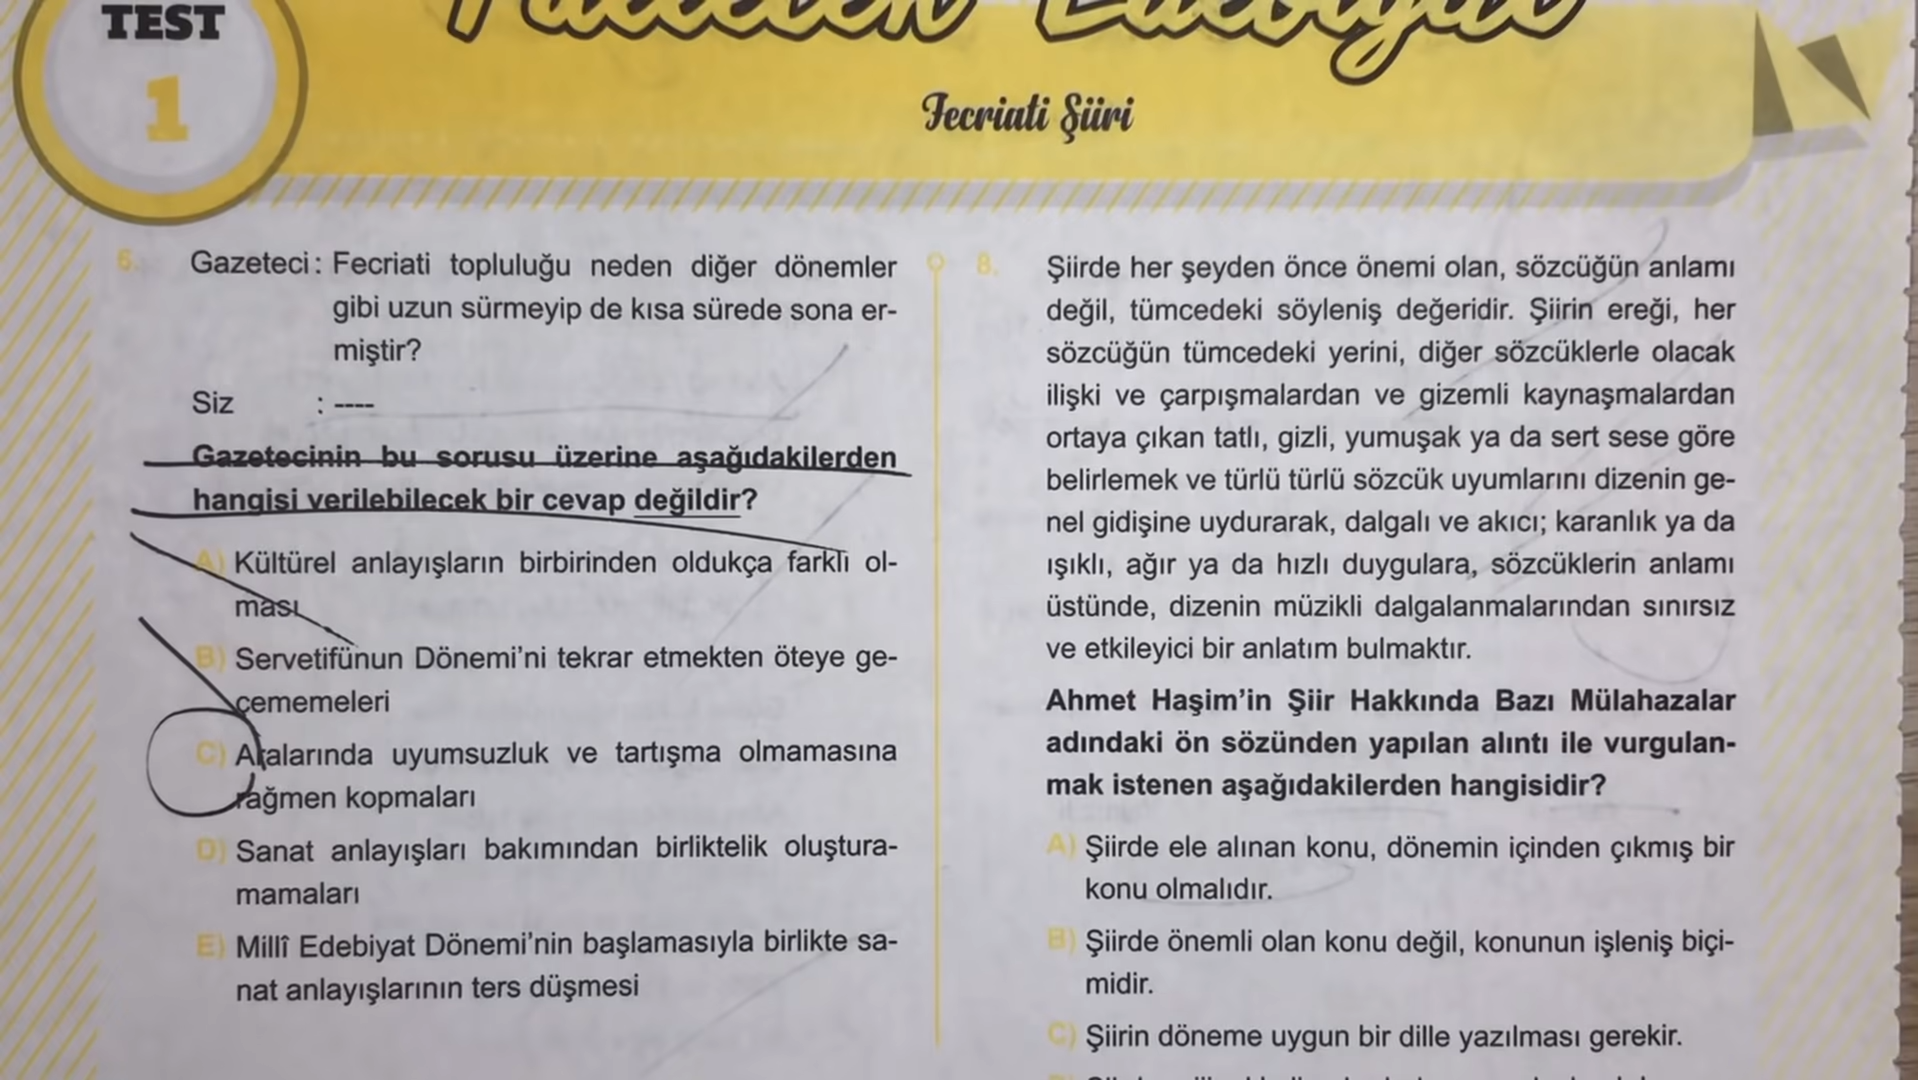 TEST
1
Fecriati Şiiri
6.
Gazeteci : Fecriati topluluğu neden diğer dönemler
gibi uzun sürmeyip de kısa sürede sona er-
miştir?
Siz : ----
Gazetecinin bu sorusu üzerine aşağıdakilerden
hangisi verilebilecek bir cevap değildir?
A) Kültürel anlayışların birbirinden oldukça farklı ol-
ması
B) Servetifünun Dönemi’ni tekrar etmekten öteye ge-
çememeleri
C) Aralarında uyumsuzluk ve tartışma olmamasına
rağmen kopmaları
D) Sanat anlayışları bakımından birliktelik oluştura-
mamaları
E) Millî Edebiyat Dönemi’nin başlamasıyla birlikte sa-
nat anlayışlarının ters düşmesi
8.
Şiirde her şeyden önce önemi olan, sözcüğün anlamı
değil, tümcedeki söyleniş değeridir. Şiirin ereği, her
sözcüğün tümcedeki yerini, diğer sözcüklerle olacak
ilişki ve çarpışmalardan ve gizemli kaynaşmalardan
ortaya çıkan tatlı, gizli, yumuşak ya da sert sese göre
belirlemek ve türlü türlü sözcük uyumlarını dizenin ge-
nel gidişine uydurarak, dalgalı ve akıcı; karanlık ya da
ışıklı, ağır ya da hızlı duygulara, sözcüklerin anlamı
üstünde, dizenin müzikli dalgalanmalarından sınırsız
ve etkileyici bir anlatım bulmaktır.
Ahmet Haşim’in Şiir Hakkında Bazı Mülahazalar
adındaki ön sözünden yapılan alıntı ile vurgulan-
mak istenen aşağıdakilerden hangisidir?
A) Şiirde ele alınan konu, dönemin içinden çıkmış bir
konu olmalıdır.
B) Şiirde önemli olan konu değil, konunun işleniş biçi-
midir.
C) Şiirin döneme uygun bir dille yazılması gerekir.